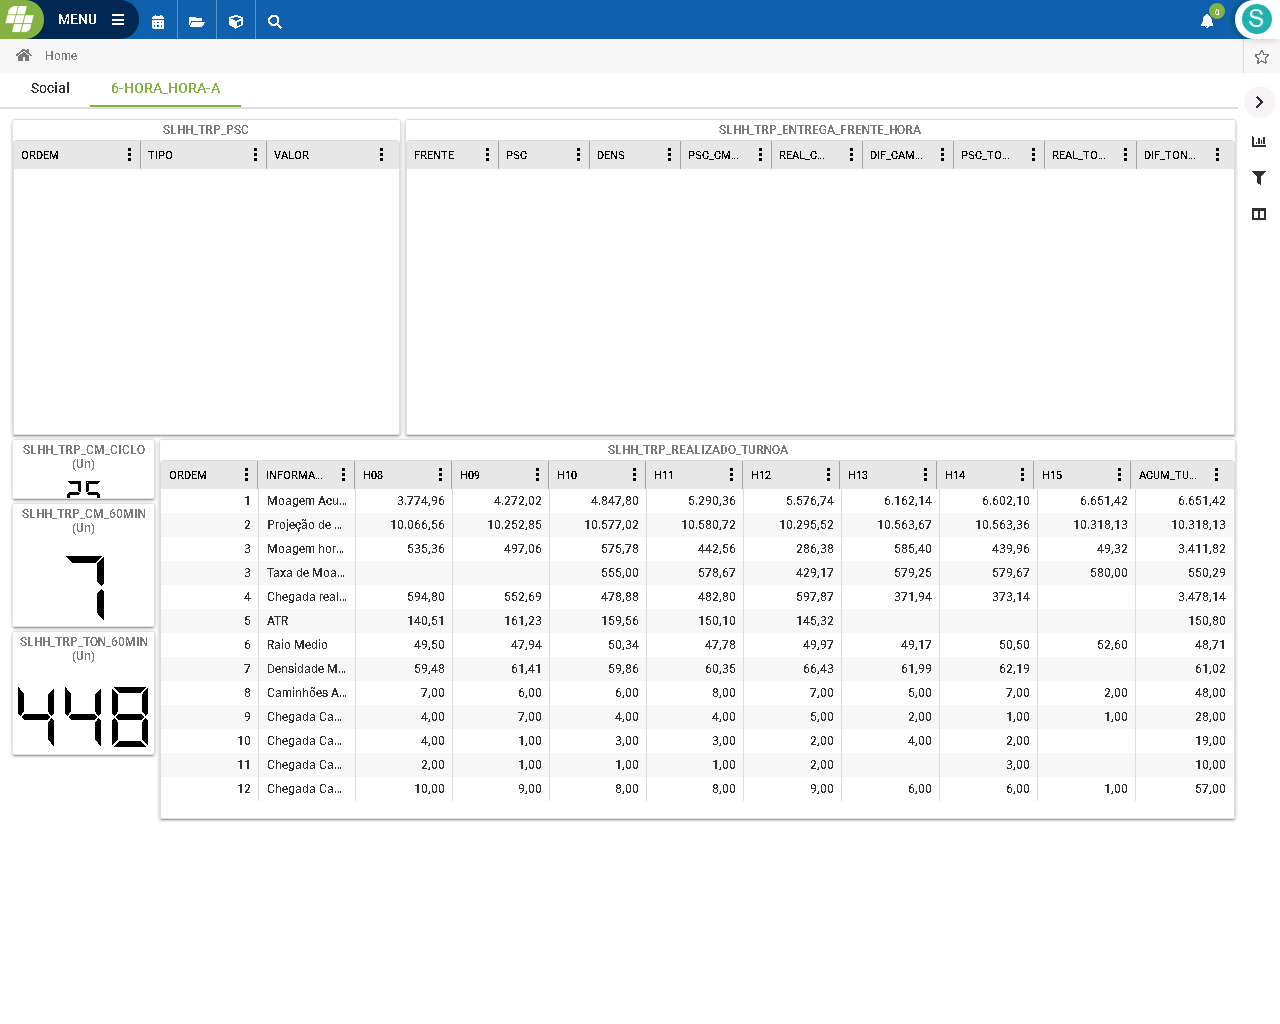 MENU
0
S
Home
Social 6-HORA_HORA-A
SLHH_TRP_PSC
ORDEM TIPO VALOR
SLHH_TRP_ENTREGA_FRENTE_HORA
FRENTE PSC DENS PSC_CM... REAL_C... DIF_CAM... PSC_TO... REAL_TO... DIF_TON...
SLHH_TRP_CM_CICLO
(Un)
25
SLHH_TRP_CM_60MIN
(Un)
7
SLHH_TRP_TON_60MIN
(Un)
448
SLHH_TRP_REALIZADO_TURNOA
ORDEM INFORMA... H08 H09 H10 H11 H12 H13 H14 H15 ACUM_TU...
1 Moagem Acu... 3.774,96 4.272,02 4.847,80 5.290,36 5.576,74 6.162,14 6.602,10 6.651,42 6.651,42
2 Projeção de ... 10.066,56 10.252,85 10.577,02 10.580,72 10.295,52 10.563,67 10.563,36 10.318,13 10.318,13
3 Moagem hor... 535,36 497,06 575,78 442,56 286,38 585,40 439,96 49,32 3.411,82
3 Taxa de Moa... 555,00 578,67 429,17 579,25 579,67 580,00 550,29
4 Chegada real... 594,80 552,69 478,88 482,80 597,87 371,94 373,14 3.478,14
5 ATR 140,51 161,23 159,56 150,10 145,32 150,80
6 Raio Medio 49,50 47,94 50,34 47,78 49,97 49,17 50,50 52,60 48,71
7 Densidade M... 59,48 61,41 59,86 60,35 66,43 61,99 62,19 61,02
8 Caminhões A... 7,00 6,00 6,00 8,00 7,00 5,00 7,00 2,00 48,00
9 Chegada Ca... 4,00 7,00 4,00 4,00 5,00 2,00 1,00 1,00 28,00
10 Chegada Ca... 4,00 1,00 3,00 3,00 2,00 4,00 2,00 19,00
11 Chegada Ca... 2,00 1,00 1,00 1,00 2,00 3,00 10,00
12 Chegada Ca... 10,00 9,00 8,00 8,00 9,00 6,00 6,00 1,00 57,00